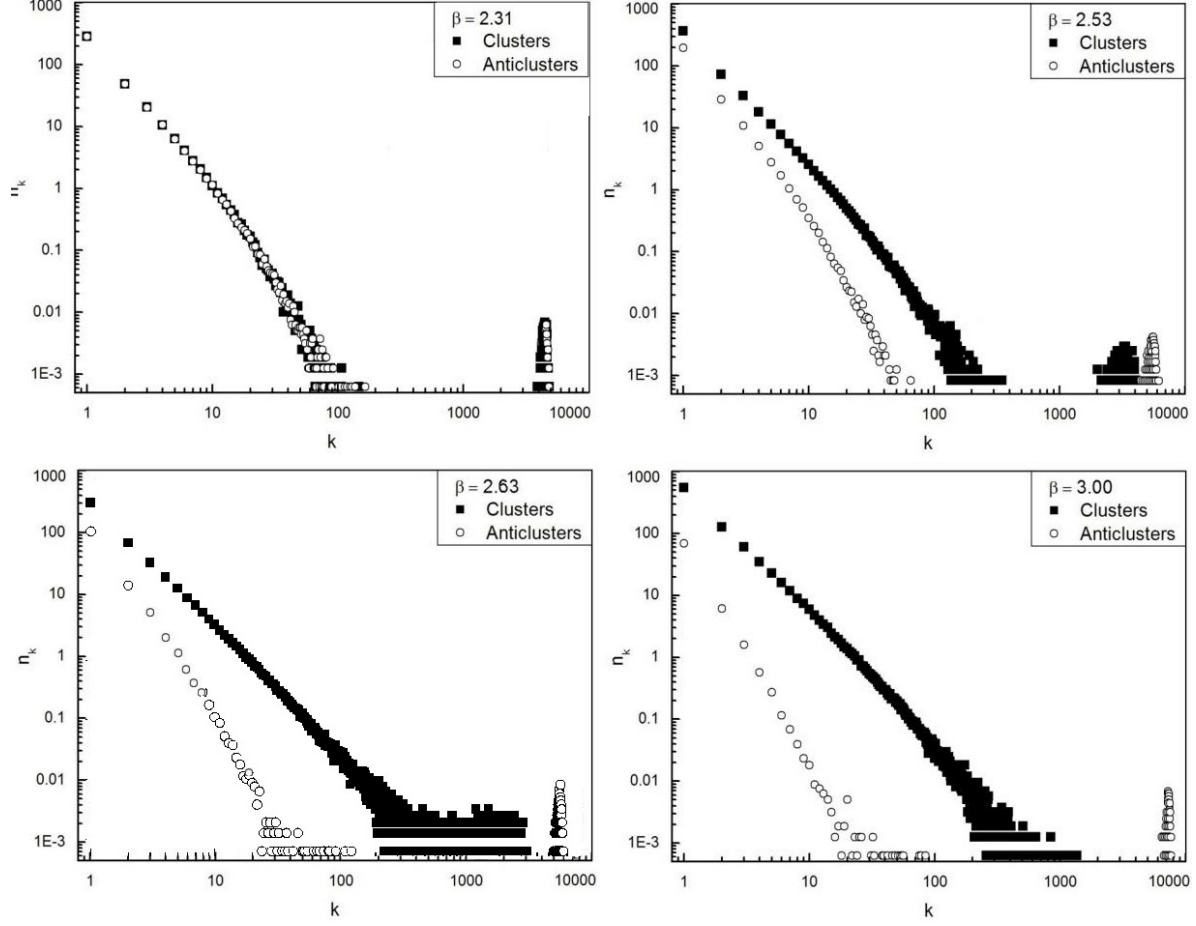 β = 2.31
Clusters
Anticlusters
1000
100
10
1
0.1
0.01
1E-3
n_k
1 10 100 1000 10000
k
β = 2.53
Clusters
Anticlusters
1000
100
10
1
0.1
0.01
1E-3
n_k
1 10 100 1000 10000
k
β = 2.63
Clusters
Anticlusters
1000
100
10
1
0.1
0.01
1E-3
n_k
1 10 100 1000 10000
k
β = 3.00
Clusters
Anticlusters
1000
100
10
1
0.1
0.01
1E-3
n_k
1 10 100 1000 10000
k